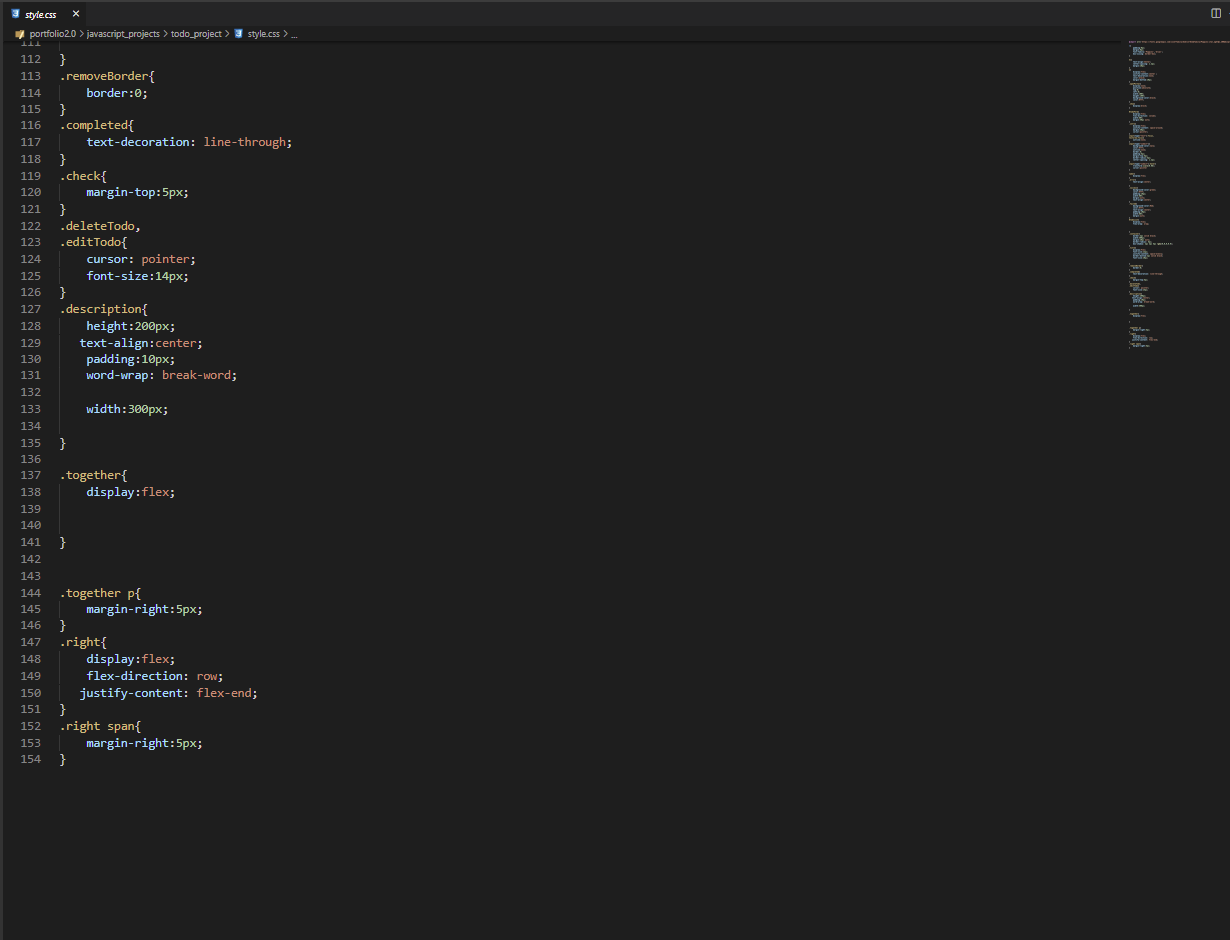 style.css ×
portfolio2.0 > javascript_projects > todo_project > style.css > ...
111
112 }
113 .removeBorder{
114 border:0;
115 }
116 .completed{
117 text-decoration: line-through;
118 }
119 .check{
120 margin-top:5px;
121 }
122 .deleteTodo,
123 .editTodo{
124 cursor: pointer;
125 font-size:14px;
126 }
127 .description{
128 height:200px;
129 text-align:center;
130 padding:10px;
131 word-wrap: break-word;
132
133 width:300px;
134
135 }
136
137 .together{
138 display:flex;
139
140
141 }
142
143
144 .together p{
145 margin-right:5px;
146 }
147 .right{
148 display:flex;
149 flex-direction: row;
150 justify-content: flex-end;
151 }
152 .right span{
153 margin-right:5px;
154 }